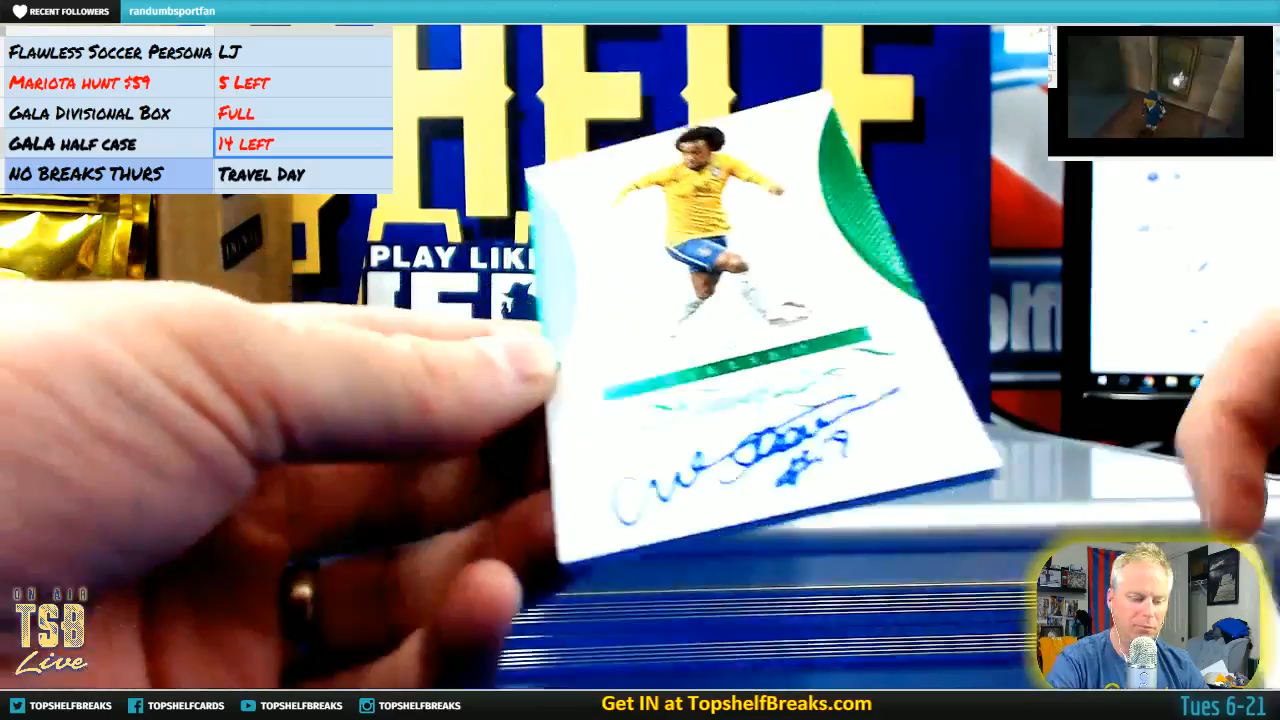 RECENT FOLLOWERS randumbsportfan
FLAWLESS SOCCER PERSONA LJ
MARIOTA HUNT $59 5 LEFT
GALA DIVISIONAL BOX FULL
GALA HALF CASE 14 LEFT
NO BREAKS THURS TRAVEL DAY
HELF
PLAY LIK
#9
ON AIR
TSB
Live
TOPSHELFBREAKS TOPSHELFCARDS TOPSHELFBREAKS TOPSHELFBREAKS Get IN at TopshelfBreaks.com Tues 6-21